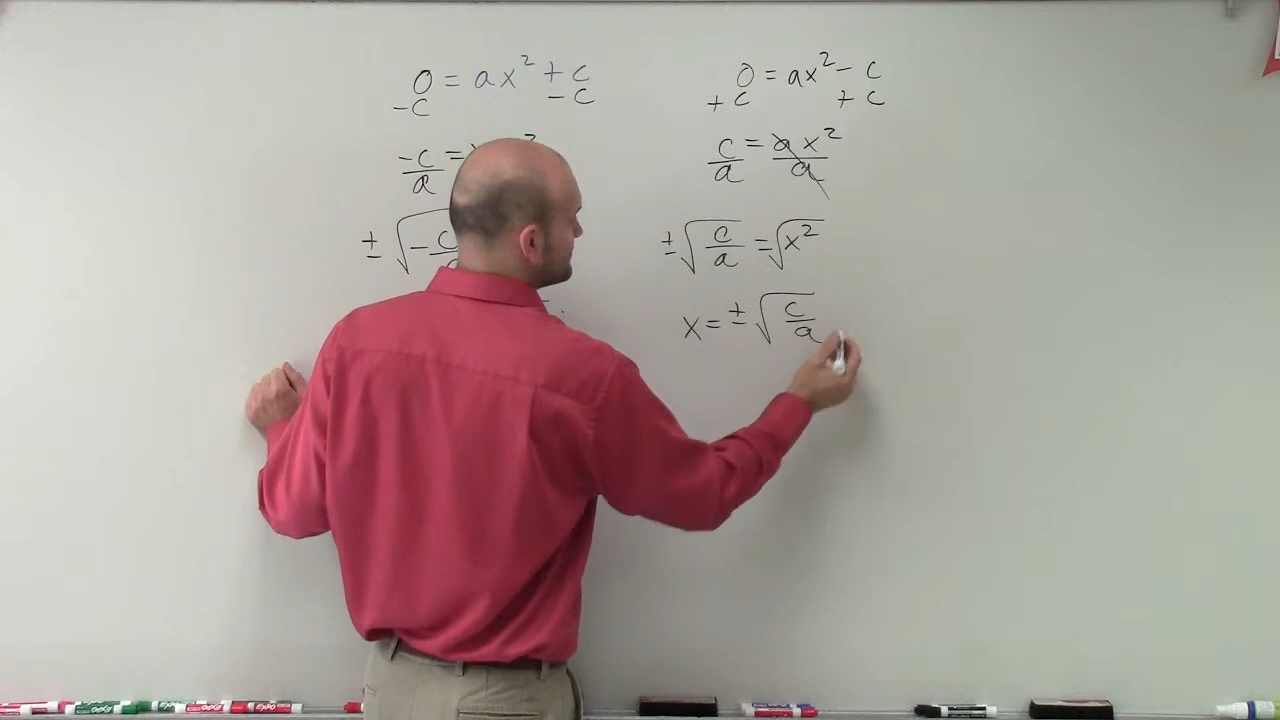 0 = ax² + c
-c -c
-c/a =
± √-c
0 = ax² - c
+c +c
c/a = ax²/a
± √c/a = √x²
x = ± √c/a